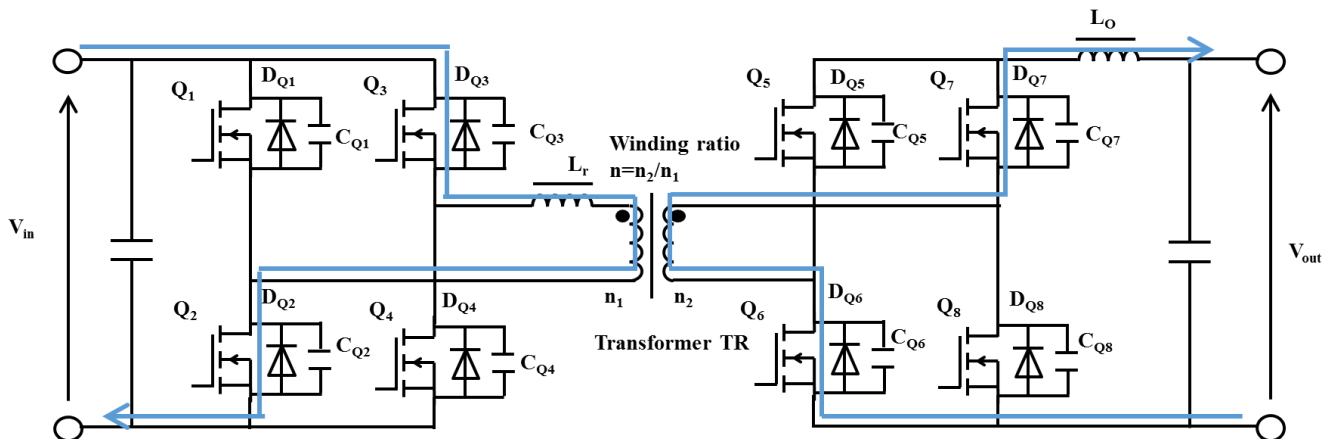 L_O
Q_1
D_Q1
Q_3
D_Q3
Q_5
D_Q5
Q_7
D_Q7
C_Q1
C_Q3
C_Q5
C_Q7
Winding ratio
n=n_2/n_1
L_r
V_in
V_out
Q_2
D_Q2
Q_4
D_Q4
n_1
n_2
Q_6
D_Q6
Q_8
D_Q8
Transformer TR
C_Q2
C_Q4
C_Q6
C_Q8